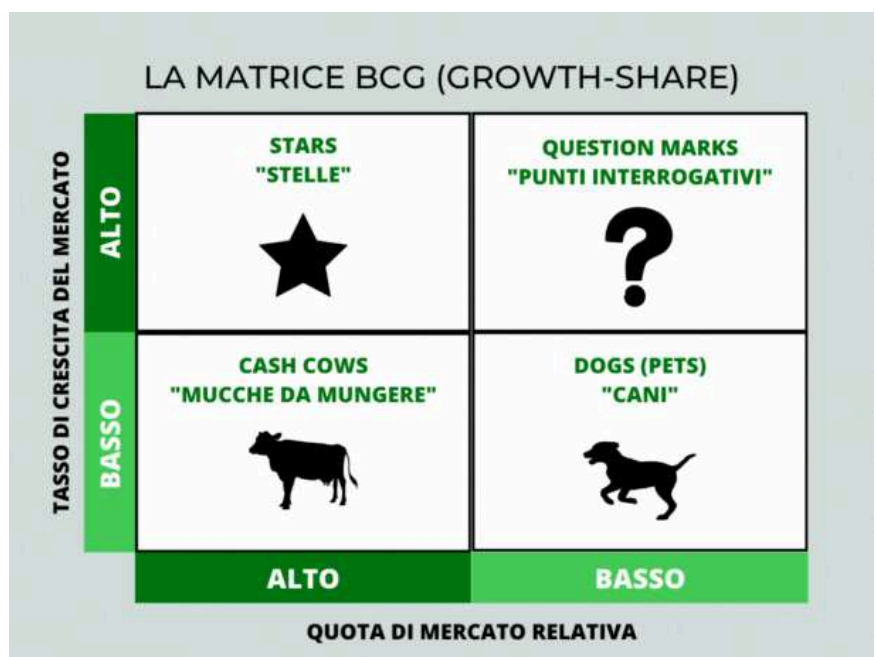 LA MATRICE BCG (GROWTH-SHARE)
TASSO DI CRESCITA DEL MERCATO
ALTO
STARS
"STELLE"
QUESTION MARKS
"PUNTI INTERROGATIVI"
?
BASSO
CASH COWS
"MUCCHE DA MUNGERE"
DOGS (PETS)
"CANI"
ALTO
BASSO
QUOTA DI MERCATO RELATIVA